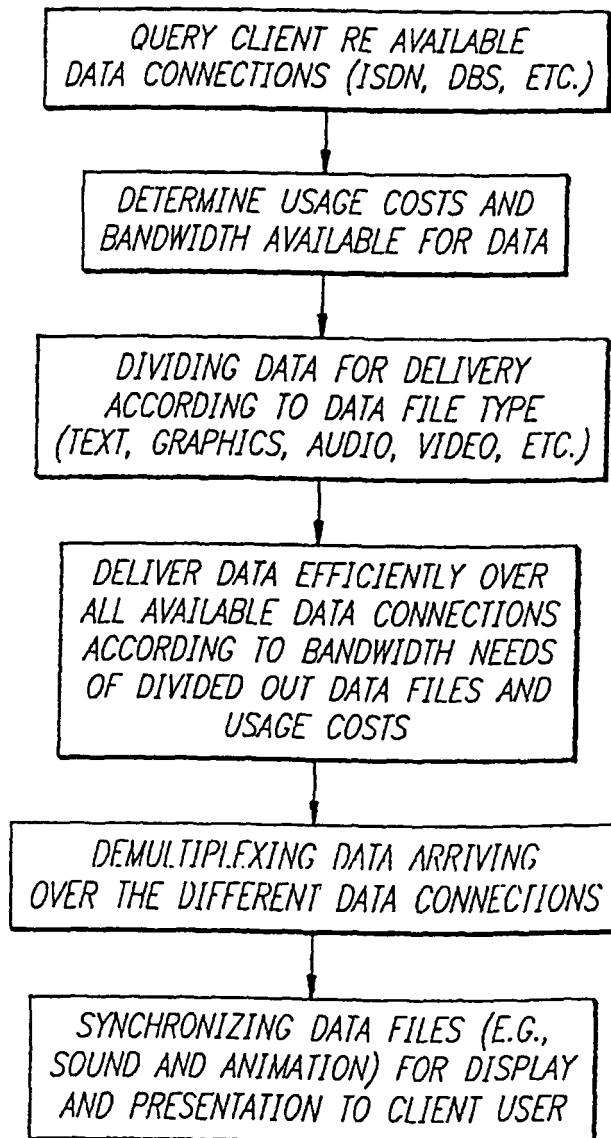 QUERY CLIENT RE AVAILABLE
DATA CONNECTIONS (ISDN, DBS, ETC.)
DETERMINE USAGE COSTS AND
BANDWIDTH AVAILABLE FOR DATA
DIVIDING DATA FOR DELIVERY
ACCORDING TO DATA FILE TYPE
(TEXT, GRAPHICS, AUDIO, VIDEO, ETC.)
DELIVER DATA EFFICIENTLY OVER
ALL AVAILABLE DATA CONNECTIONS
ACCORDING TO BANDWIDTH NEEDS
OF DIVIDED OUT DATA FILES AND
USAGE COSTS
DEMULTIPLEXING DATA ARRIVING
OVER THE DIFFERENT DATA CONNECTIONS
SYNCHRONIZING DATA FILES (E.G.,
SOUND AND ANIMATION) FOR DISPLAY
AND PRESENTATION TO CLIENT USER